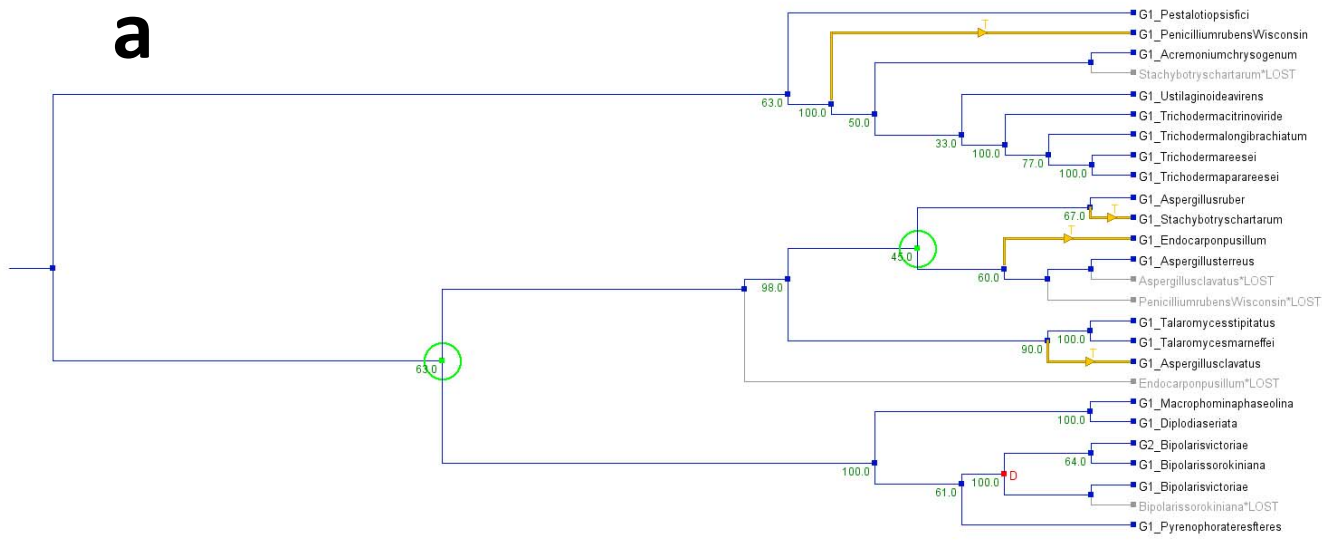 a
G1_Pestalotiopsisfici
T
G1_PenicilliumrubensWisconsin
G1_Acremoniumchrysogenum
Stachybotryschartarum*LOST
63.0
G1_Ustilaginoideavirens
100.0
G1_Trichodermacitrinoviride
50.0
G1_Trichodermalongibrachiatum
33.0
100.0
G1_Trichodermareesei
77.0
100.0
G1_Trichodermaparareesei
G1_Aspergillusruber
67.0
T
G1_Stachybotryschartarum
T
G1_Endocarponpusillum
45.0
G1_Aspergillusterreus
60.0
Aspergillusclavatus*LOST
98.0
PenicilliumrubensWisconsin*LOST
G1_Talaromycesstipitatus
100.0
G1_Talaromycesmarneffei
90.0
T
G1_Aspergillusclavatus
63.0
Endocarponpusillum*LOST
G1_Macrophominaphaseolina
100.0
G1_Diplodiaseriata
G2_Bipolarisvictoriae
64.0
G1_Bipolarissorokiniana
100.0
100.0
D
G1_Bipolarisvictoriae
61.0
Bipolarissorokiniana*LOST
G1_Pyrenophorateresfteres